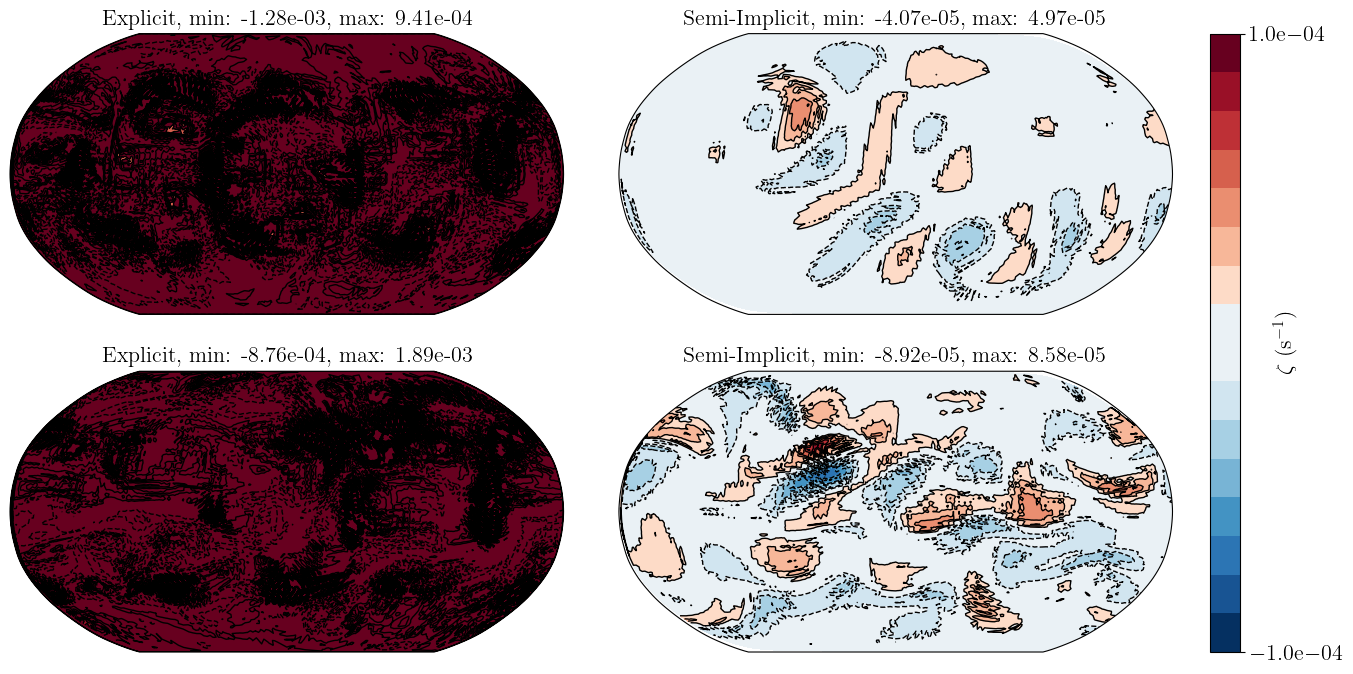 Explicit, min: -1.28e-03, max: 9.41e-04
Semi-Implicit, min: -4.07e-05, max: 4.97e-05
1.0e−04
ζ (s⁻¹)
Explicit, min: -8.76e-04, max: 1.89e-03
Semi-Implicit, min: -8.92e-05, max: 8.58e-05
−1.0e−04